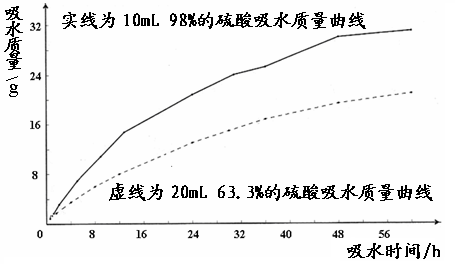 实线为10mL 98%的硫酸吸水质量曲线
吸水质量/g
32
24
16
8
虚线为20mL 63.3%的硫酸吸水质量曲线
0 8 16 24 32 40 48 56
吸水时间/h